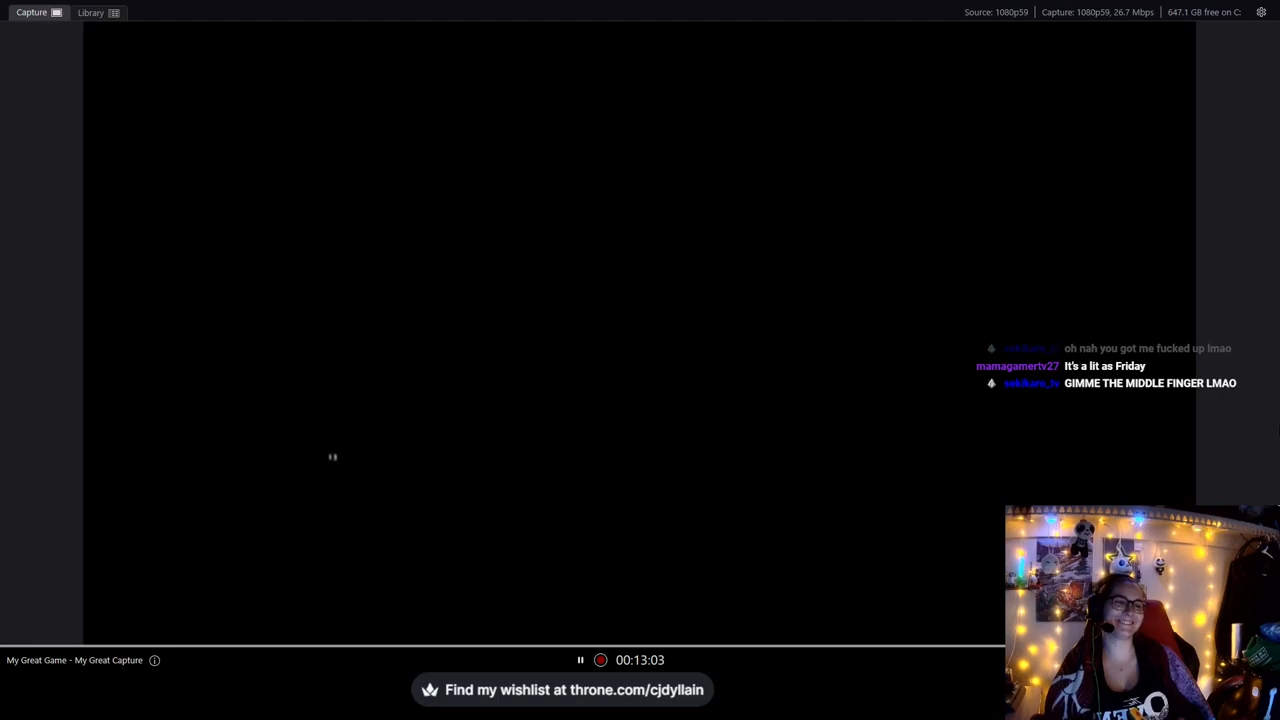 Capture
Library
Source: 1080p59
Capture: 1080p59, 26.7 Mbps
647.1 GB free on C:
oh nah you got me fucked up lmao
mamagamertv27 It's a lit as Friday
sekikaro_tv GIMME THE MIDDLE FINGER LMAO
My Great Game - My Great Capture
00:13:03
Find my wishlist at throne.com/cjdyllain